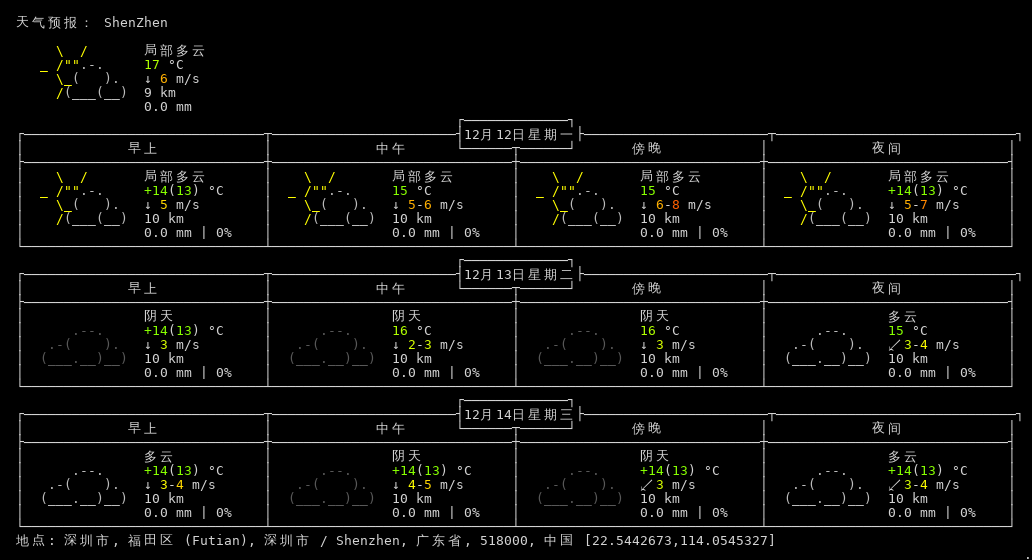 天气预报： ShenZhen
局部多云
17 °C
↓ 6 m/s
9 km
0.0 mm
12月12日星期一
早上 中午 傍晚 夜间
局部多云 局部多云 局部多云 局部多云
+14(13) °C 15 °C 15 °C +14(13) °C
↓ 5 m/s ↓ 5-6 m/s ↓ 6-8 m/s ↓ 5-7 m/s
10 km 10 km 10 km 10 km
0.0 mm | 0% 0.0 mm | 0% 0.0 mm | 0% 0.0 mm | 0%
12月13日星期二
早上 中午 傍晚 夜间
阴天 阴天 阴天 多云
+14(13) °C 16 °C 16 °C 15 °C
↓ 3 m/s ↓ 2-3 m/s ↓ 3 m/s ↙ 3-4 m/s
10 km 10 km 10 km 10 km
0.0 mm | 0% 0.0 mm | 0% 0.0 mm | 0% 0.0 mm | 0%
12月14日星期三
早上 中午 傍晚 夜间
多云 阴天 阴天 多云
+14(13) °C +14(13) °C +14(13) °C +14(13) °C
↓ 3-4 m/s ↓ 4-5 m/s ↙ 3 m/s ↙ 3-4 m/s
10 km 10 km 10 km 10 km
0.0 mm | 0% 0.0 mm | 0% 0.0 mm | 0% 0.0 mm | 0%
地点: 深圳市, 福田区 (Futian), 深圳市 / Shenzhen, 广东省, 518000, 中国 [22.5442673,114.0545327]